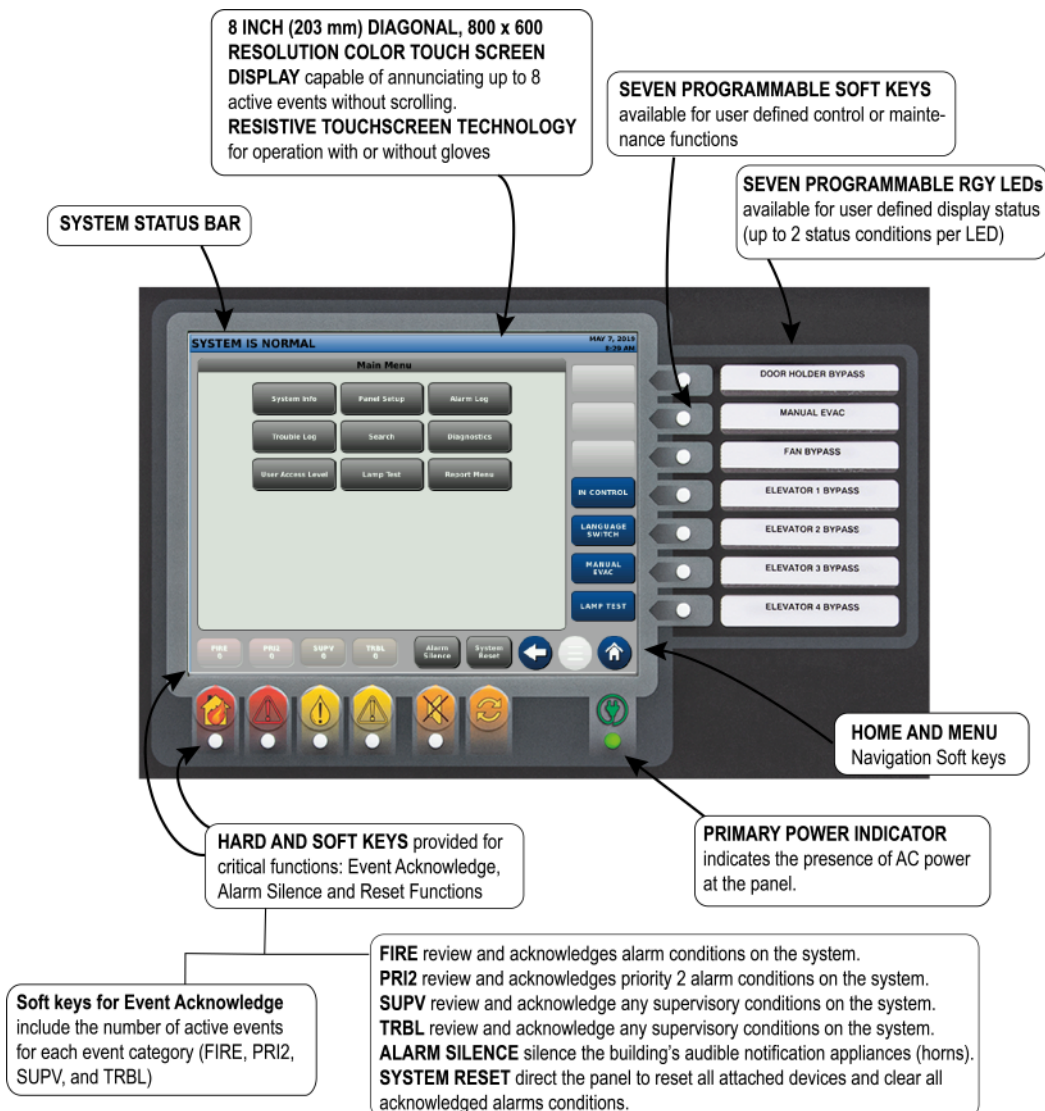 8 INCH (203 mm) DIAGONAL, 800 x 600
RESOLUTION COLOR TOUCH SCREEN
DISPLAY capable of annunciating up to 8
active events without scrolling.
RESISTIVE TOUCHSCREEN TECHNOLOGY
for operation with or without gloves
SEVEN PROGRAMMABLE SOFT KEYS
available for user defined control or mainte-
nance functions
SEVEN PROGRAMMABLE RGY LEDs
available for user defined display status
(up to 2 status conditions per LED)
SYSTEM STATUS BAR
SYSTEM IS NORMAL
MAY 7, 2019
8:29 AM
Main Menu
System Info
Panel Setup
Alarm Log
Trouble Log
Search
Diagnostics
User Access Level
Lamp Test
Report Menu
IN CONTROL
LANGUAGE
SWITCH
MANUAL
EVAC
LAMP TEST
DOOR HOLDER BYPASS
MANUAL EVAC
FAN BYPASS
ELEVATOR 1 BYPASS
ELEVATOR 2 BYPASS
ELEVATOR 3 BYPASS
ELEVATOR 4 BYPASS
FIRE
0
PRI2
0
SUPV
0
TRBL
0
Alarm
Silence
System
Reset
HOME AND MENU
Navigation Soft keys
HARD AND SOFT KEYS provided for
critical functions: Event Acknowledge,
Alarm Silence and Reset Functions
PRIMARY POWER INDICATOR
indicates the presence of AC power
at the panel.
Soft keys for Event Acknowledge
include the number of active events
for each event category (FIRE, PRI2,
SUPV, and TRBL)
FIRE review and acknowledges alarm conditions on the system.
PRI2 review and acknowledges priority 2 alarm conditions on the system.
SUPV review and acknowledge any supervisory conditions on the system.
TRBL review and acknowledge any supervisory conditions on the system.
ALARM SILENCE silence the building's audible notification appliances (horns).
SYSTEM RESET direct the panel to reset all attached devices and clear all
acknowledged alarms conditions.